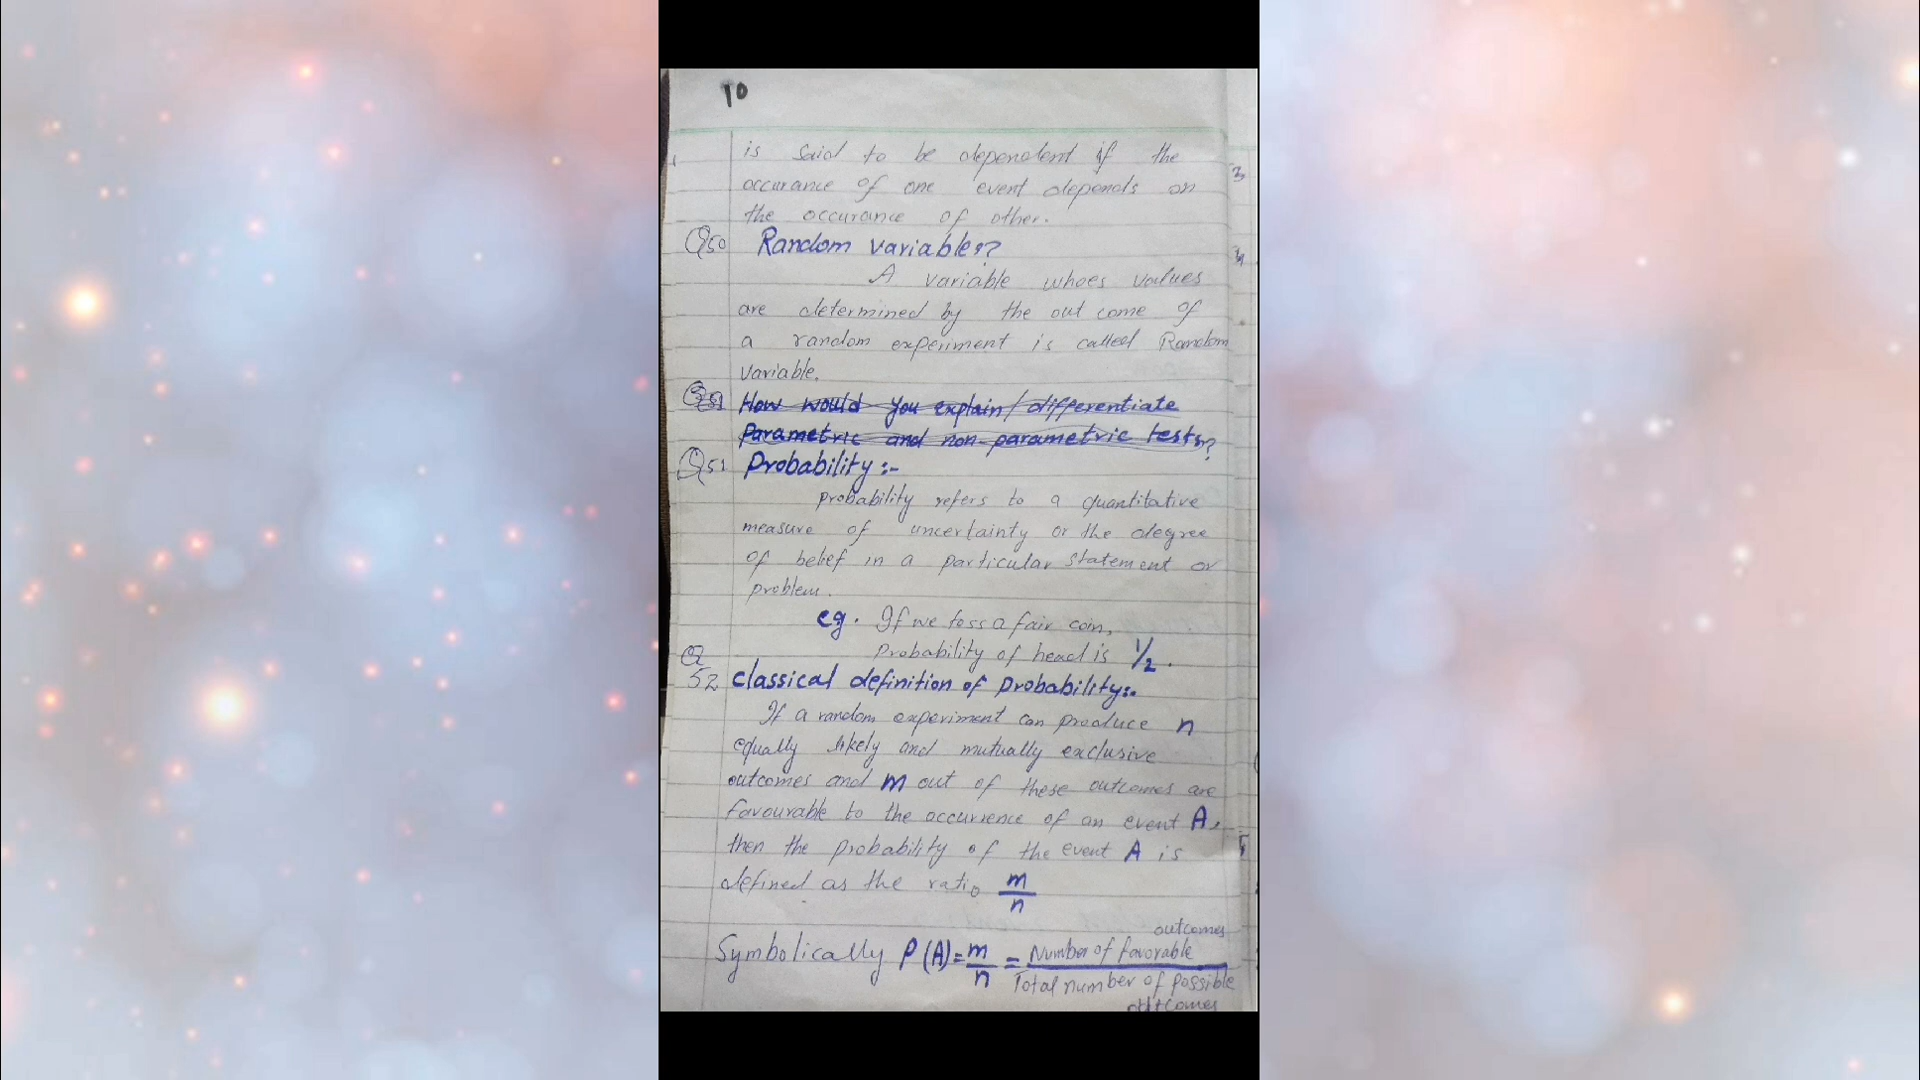 10
is said to be dependent if the
occurance of one event depends on
the occurance of other.
Q50 Random variables?
A variable whoes values
are determined by the out come of
a random experiment is called Random
variable.
Q51 How would you explain/differentiate
Parametric and non-parametric tests?
Q51 Probability:-
probability refers to a quantitative
measure of uncertainty or the degree
of belief in a particular statement or
problem.
eg. If we toss a fair coin,
Probability of head is 1/2.
Q
52 classical definition of Probability:-
If a random experiment can produce n
equally likely and mutually exclusive
outcomes and m out of these outcomes are
favourable to the occurrence of an event A,
then the probability of the event A is
defined as the ratio m/n
Symbolically P(A)=m/n = Number of favorable outcomes / Total number of possible outcomes